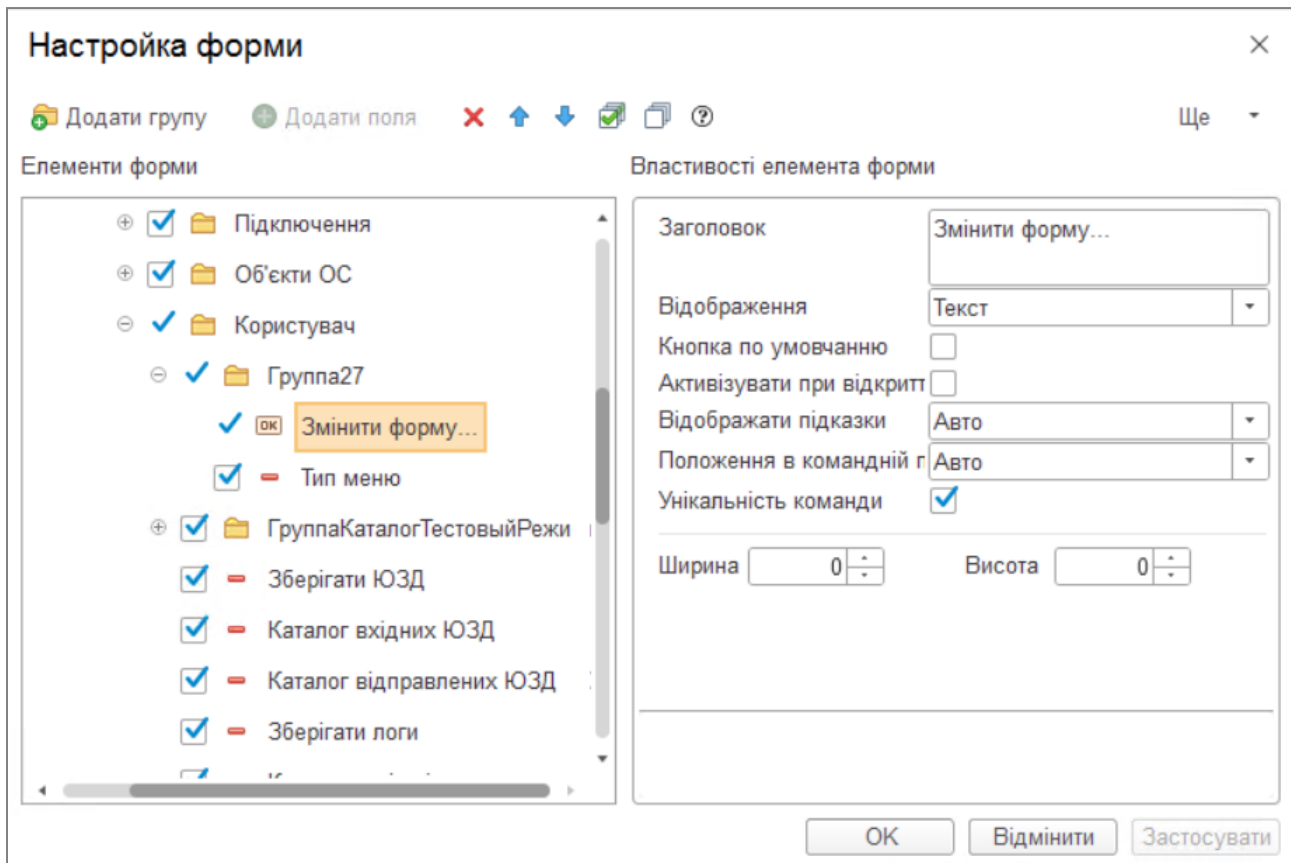 Настройка форми
Додати групу Додати поля Ще
Елементи форми Властивості елемента форми
Підключення
Об'єкти ОС
Користувач
Группа27
OK Змінити форму...
Тип меню
ГруппаКаталогТестовыйРежи
Зберігати ЮЗД
Каталог вхідних ЮЗД
Каталог відправлених ЮЗД
Зберігати логи
Заголовок Змінити форму...
Відображення Текст
Кнопка по умовчанню
Активізувати при відкритт
Відображати підказки Авто
Положення в командній п Авто
Унікальність команди
Ширина 0 Висота 0
OK Відмінити Застосувати